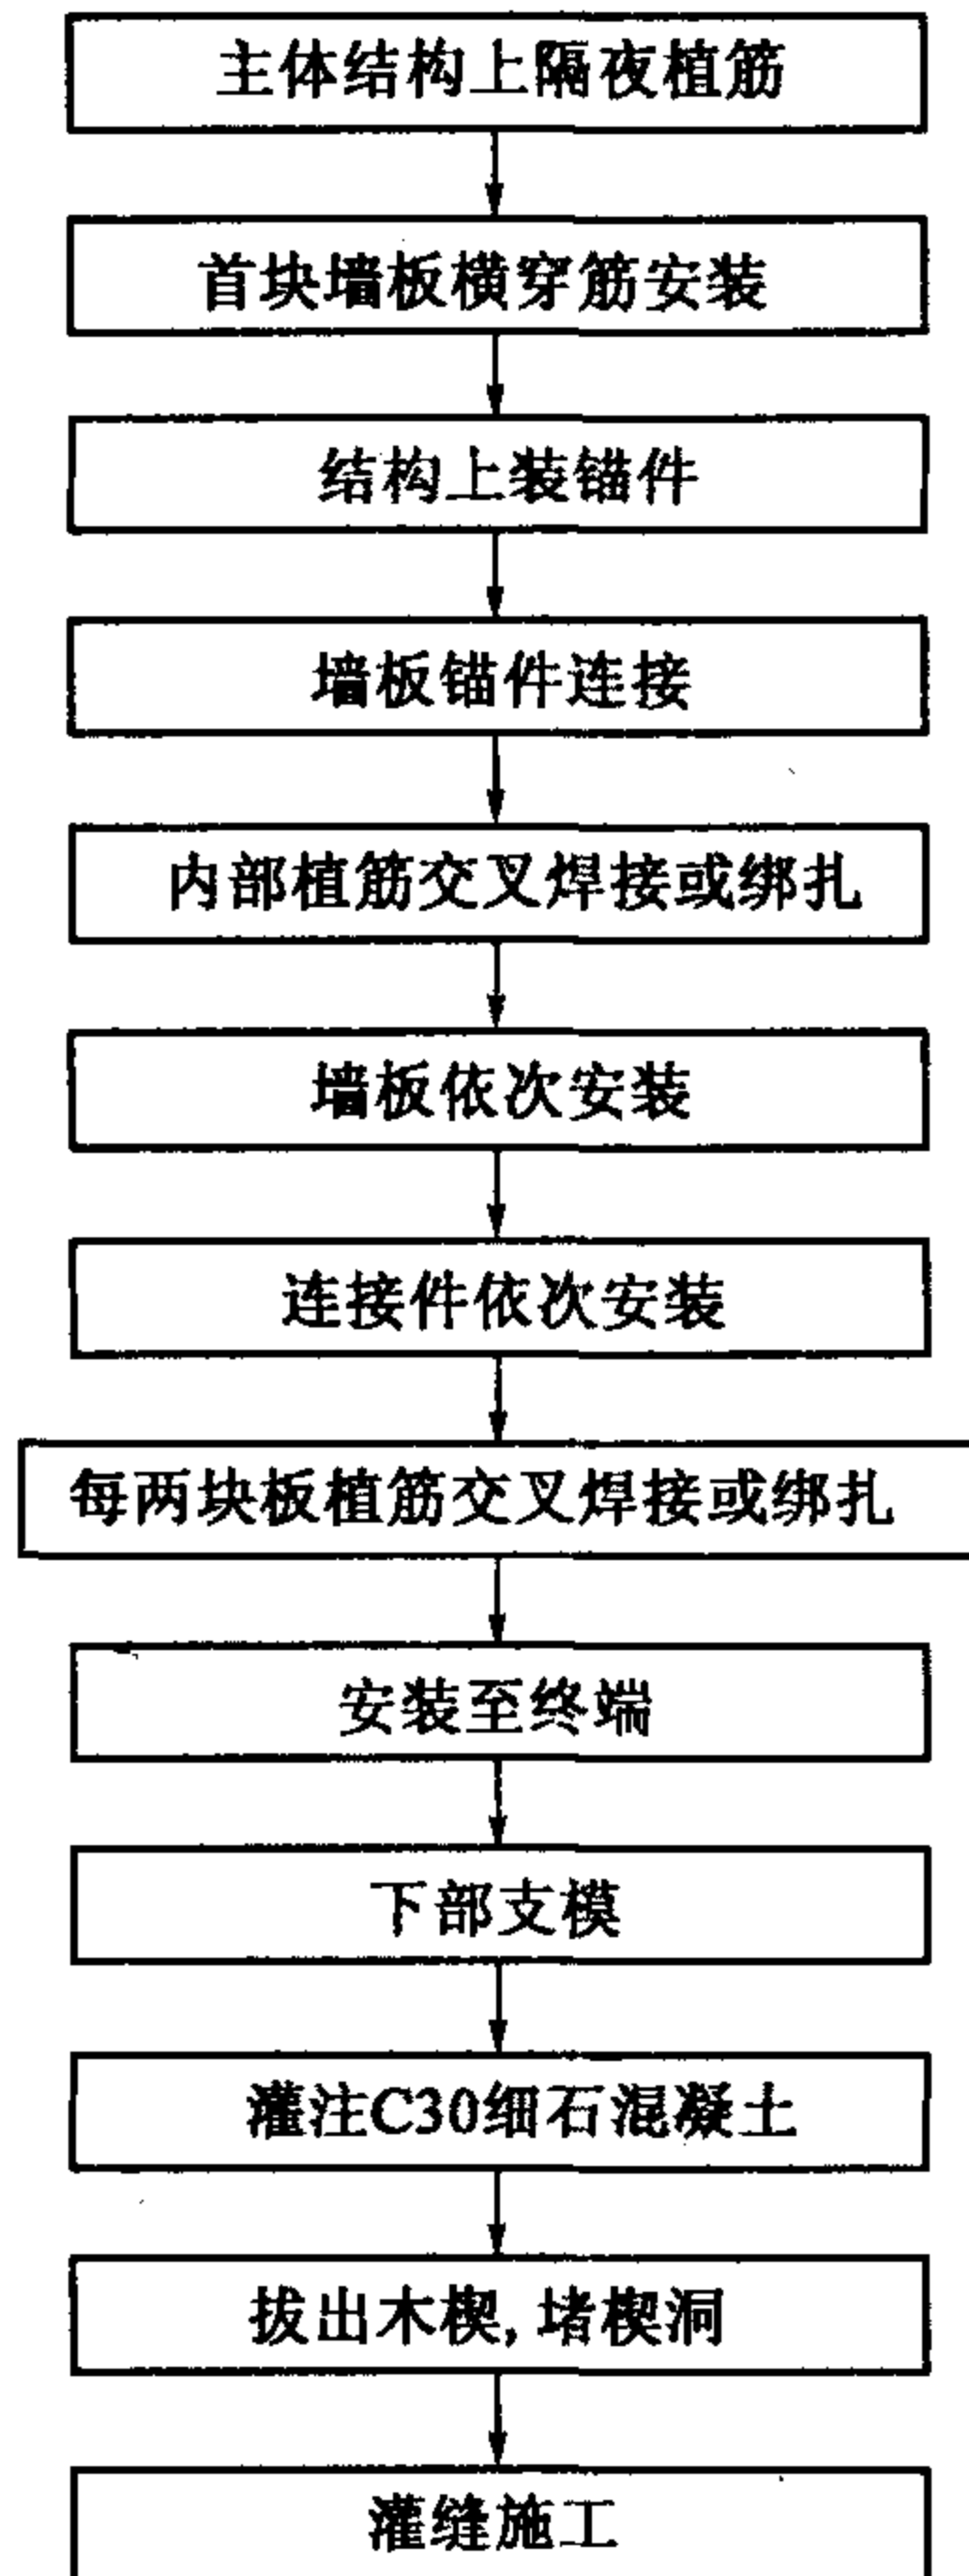 主体结构上隔夜植筋
首块墙板横穿筋安装
结构上装锚件
墙板锚件连接
内部植筋交叉焊接或绑扎
墙板依次安装
连接件依次安装
每两块板植筋交叉焊接或绑扎
安装至终端
下部支模
灌注C30细石混凝土
拔出木楔,堵楔洞
灌缝施工